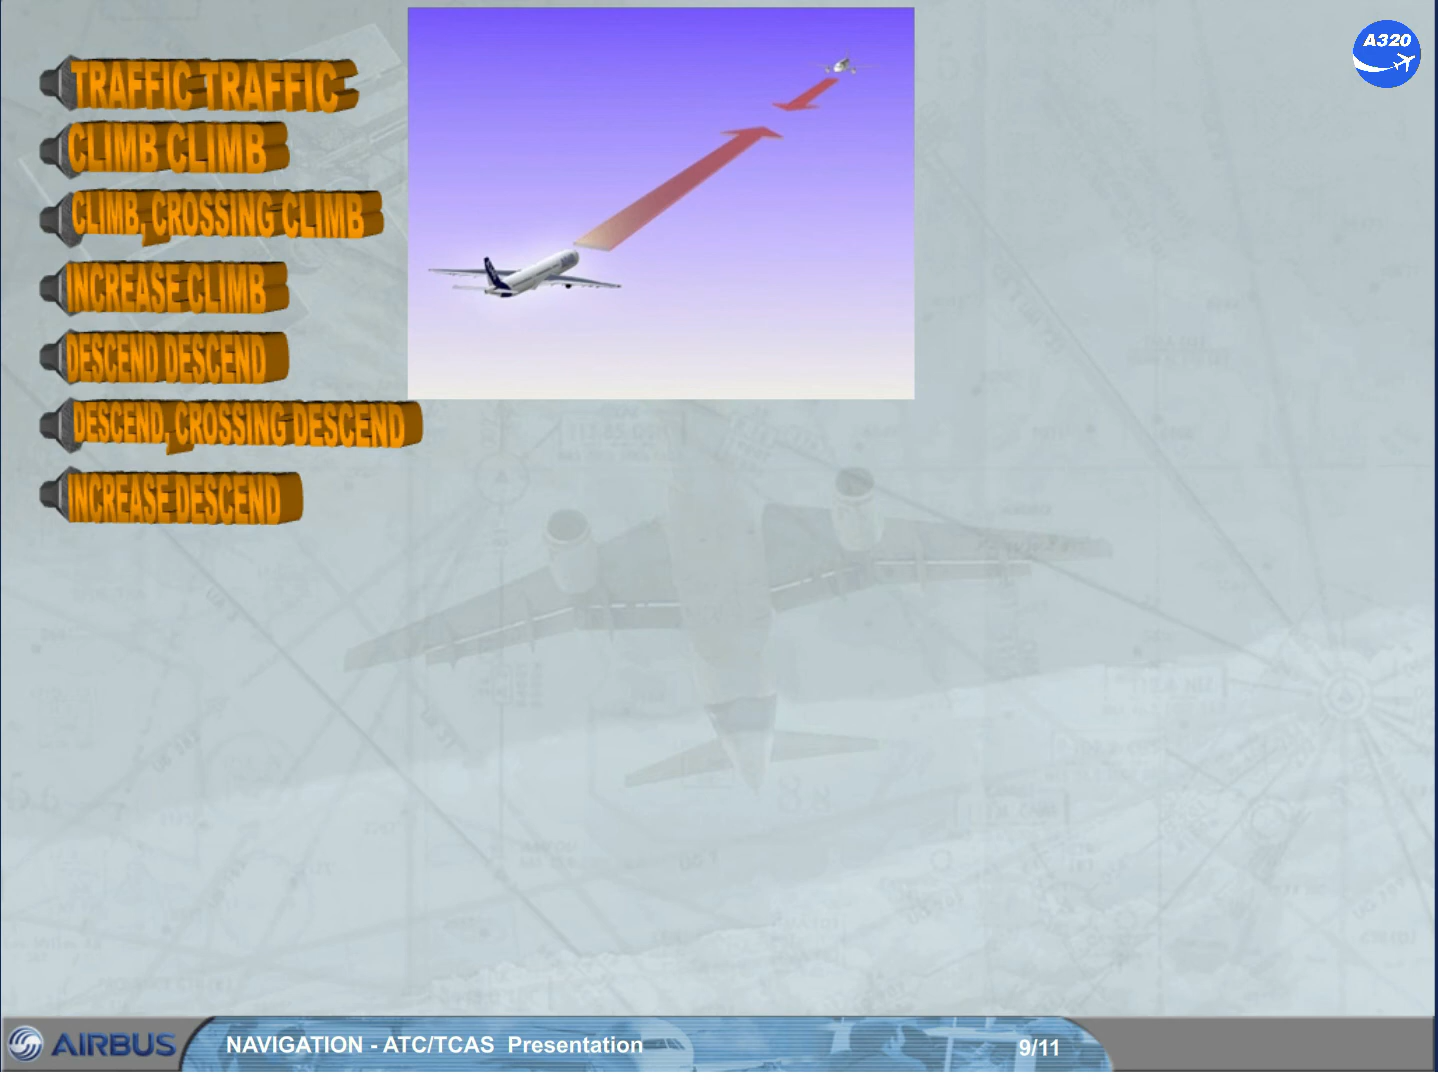 TRAFFIC TRAFFIC
CLIMB CLIMB
CLIMB, CROSSING CLIMB
INCREASE CLIMB
DESCEND DESCEND
DESCEND, CROSSING DESCEND
INCREASE DESCEND
A320
AIRBUS
NAVIGATION - ATC/TCAS Presentation
9/11